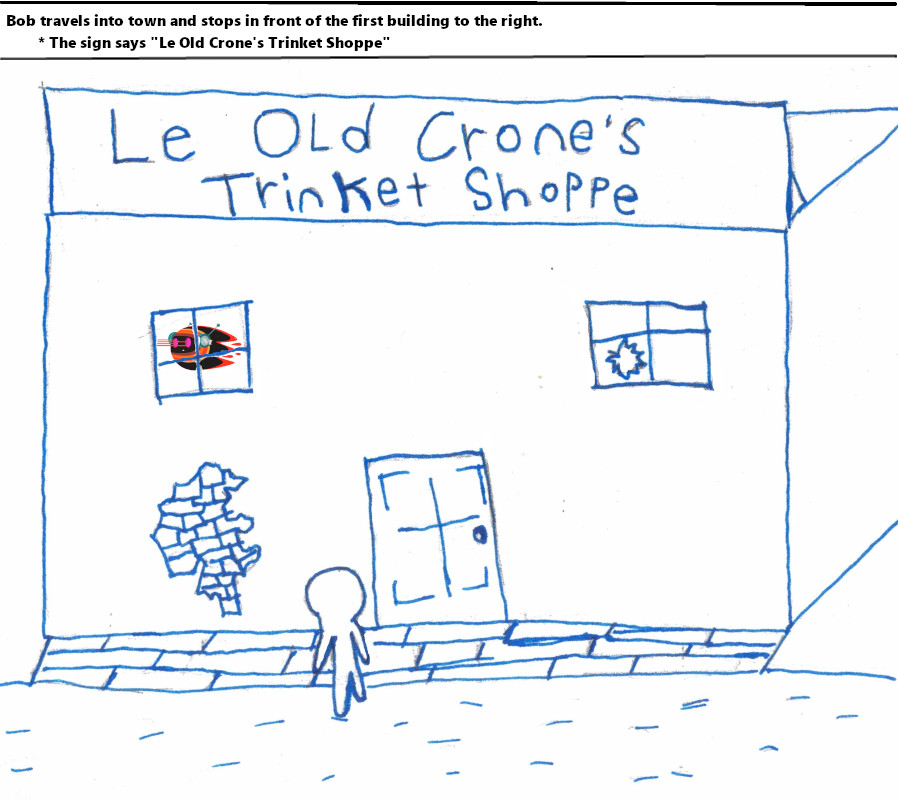 Bob travels into town and stops in front of the first building to the right.
* The sign says "Le Old Crone's Trinket Shoppe"
Le Old Crone's
Trinket Shoppe